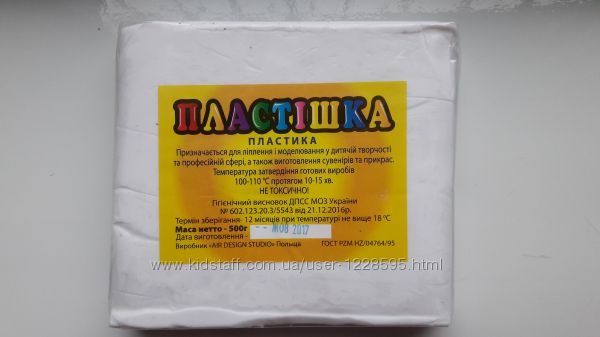 ПЛАСТІШКА
ПЛАСТИКА
Призначається для ліплення і моделювання у дитячій творчості
та професійній сфері, а також виготовлення сувенірів та прикрас.
Температура затвердіння готових виробів
100-110 °С протягом 10-15 хв.
НЕ ТОКСИЧНО!
Гігієнічний висновок ДПСС МОЗ України
№ 602.123.20.3/5543 від 21.12.2016р.
Термін зберігання- 12 місяців при температурі не вище 18 °С
Маса нетто - 500г
Дата виготовлення - 2017
Виробник «AIR DESIGN STUDIO» Польща ГОСТ PZM HZ/04764/95
www.kidstaff.com.ua/user-1228595.html